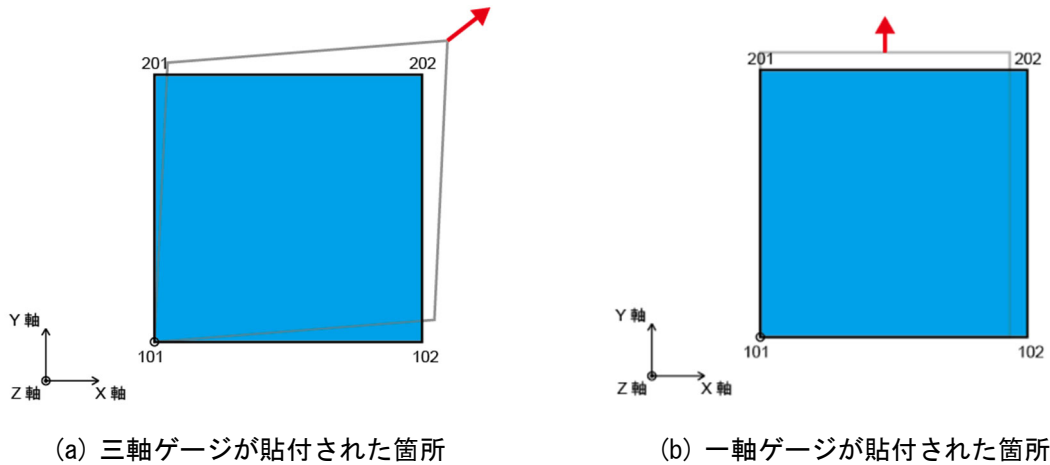 201
202
Y 軸
101
102
Z 軸
X 軸
(a) 三軸ゲージが貼付された箇所
201
202
Y 軸
101
102
Z 軸
X 軸
(b) 一軸ゲージが貼付された箇所